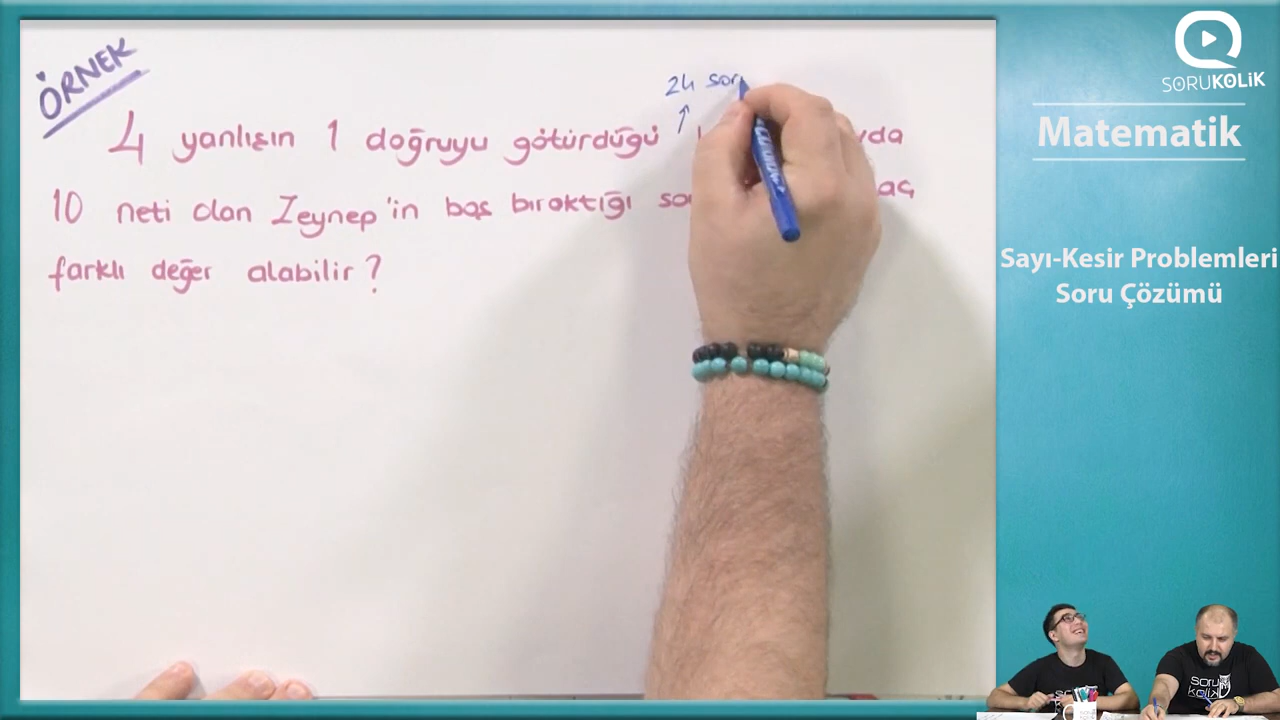 ÖRNEK
24 sor
4 yanlışın 1 doğruyu götürdüğü
10 neti olan Zeynep'in boş bıraktığı
farklı değer alabilir?
SORUKOLİK
Matematik
Sayı-Kesir Problemleri
Soru Çözümü